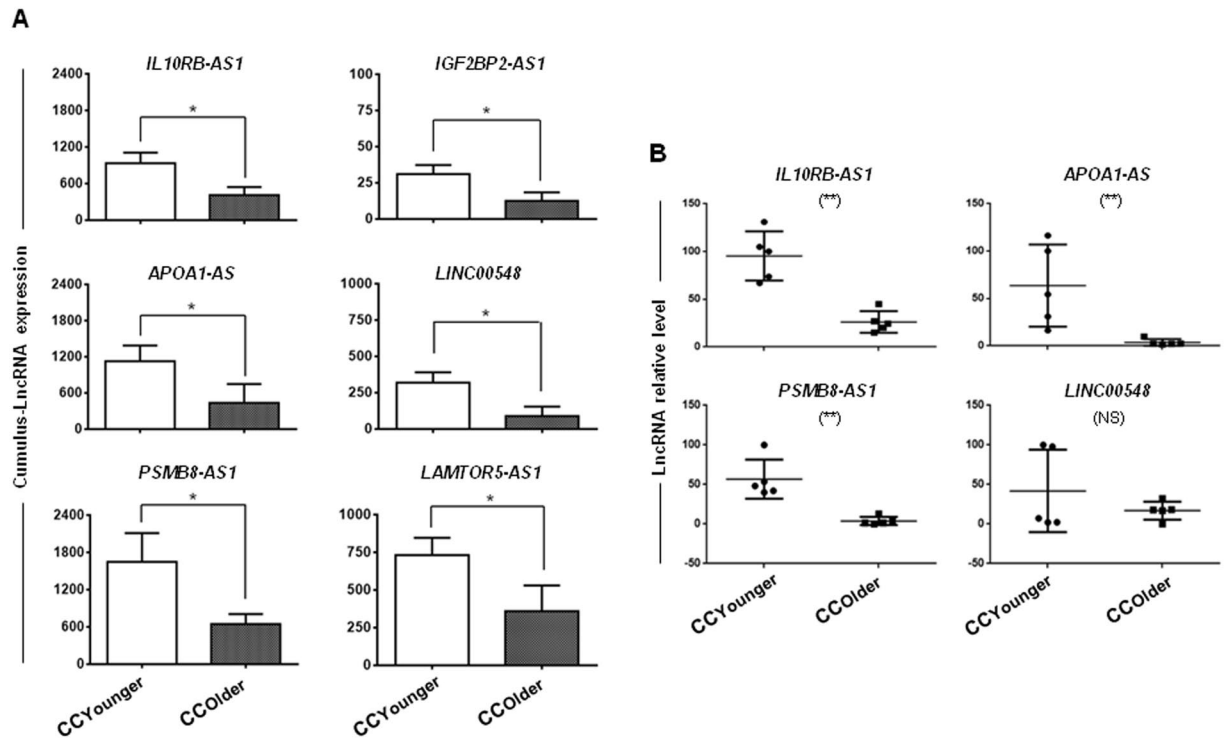 A
Cumulus-LncRNA expression
IL10RB-AS1
2400
1800
1200
600
0
*
IGF2BP2-AS1
100
75
50
25
0
*
APOA1-AS
2400
1800
1200
600
0
*
LINC00548
1000
750
500
250
0
*
PSMB8-AS1
2400
1800
1200
600
0
*
CCYounger
CCOlder
LAMTOR5-AS1
1000
750
500
250
0
*
CCYounger
CCOlder
B
LncRNA relative level
IL10RB-AS1
(**)
150
100
50
0
APOA1-AS
(**)
150
100
50
0
PSMB8-AS1
(**)
150
100
50
0
-50
CCYounger
CCOlder
LINC00548
(NS)
150
100
50
0
-50
CCYounger
CCOlder